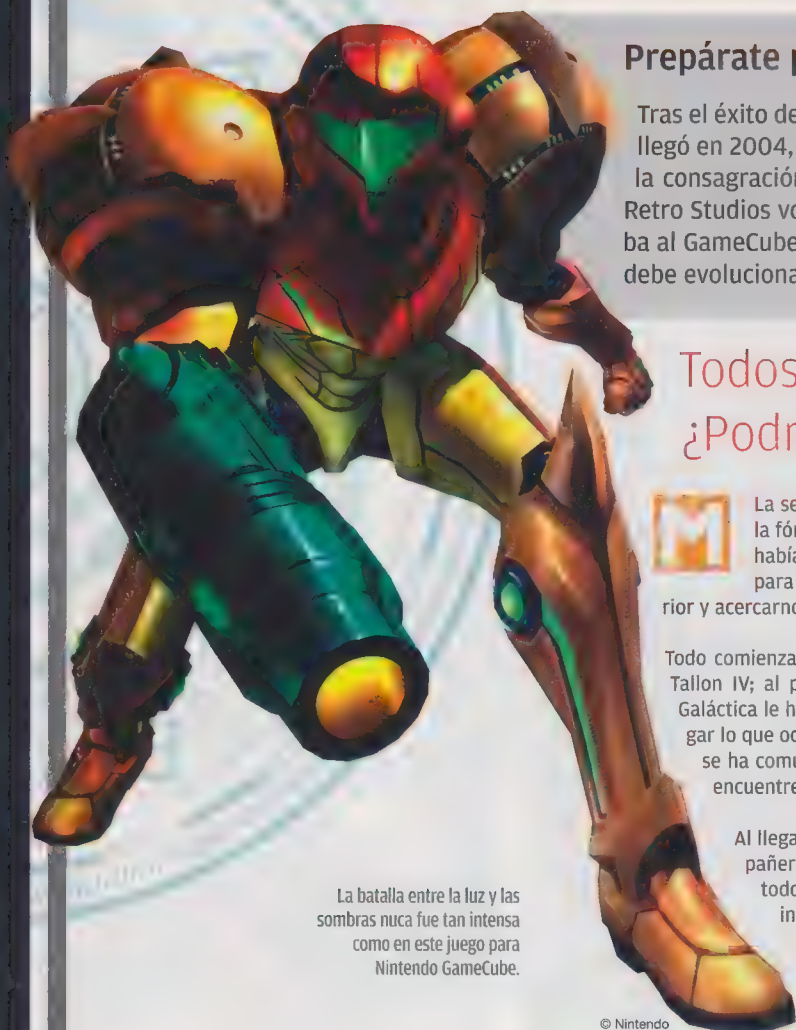 Prepárate p
Tras el éxito de
llegó en 2004,
la consagración
Retro Studios vo
ba al GameCube
debe evoluciona
Todos
¿Podr
M
La se
la fór
había
para
rior y acercarno
Todo comienza
Tallon IV; al p
Galáctica le h
gar lo que oc
se ha comu
encuentre
Al llega
pañer
todo
in
La batalla entre la luz y las
sombras nuca fue tan intensa
como en este juego para
Nintendo GameCube.
© Nintendo